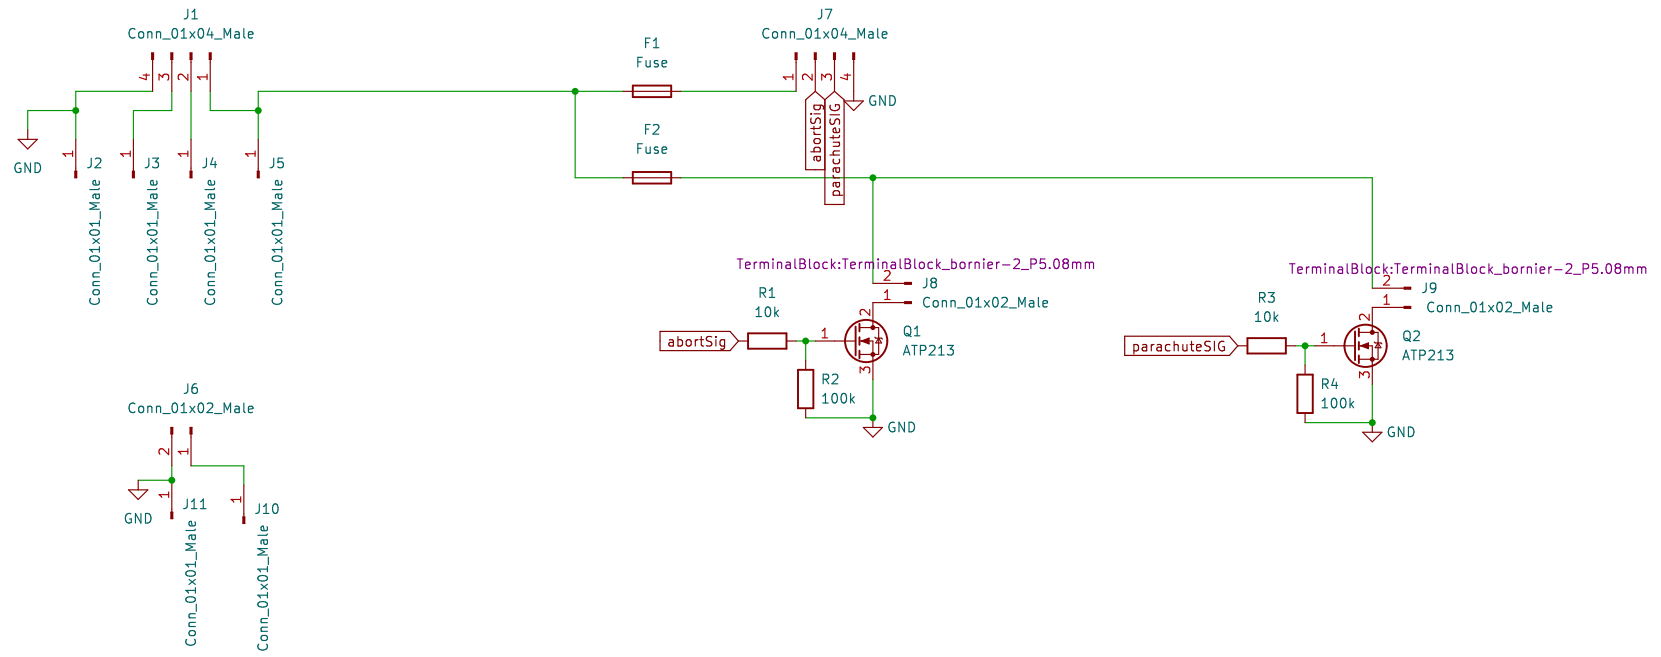 J1
Conn_01x04_Male
4
3
2
1
GND
1
J2
Conn_01x01_Male
1
J3
Conn_01x01_Male
1
J4
Conn_01x01_Male
1
J5
Conn_01x01_Male
F1
Fuse
F2
Fuse
J7
Conn_01x04_Male
1
2
3
4
GND
abortSig
parachuteSIG
TerminalBlock:TerminalBlock_bornier-2_P5.08mm
2
J8
1
Conn_01x02_Male
R1
10k
abortSig
1
2
3
Q1
ATP213
R2
100k
GND
TerminalBlock:TerminalBlock_bornier-2_P5.08mm
2
J9
1
Conn_01x02_Male
R3
10k
parachuteSIG
1
2
3
Q2
ATP213
R4
100k
GND
J6
Conn_01x02_Male
2
1
GND
1
J11
Conn_01x01_Male
1
J10
Conn_01x01_Male